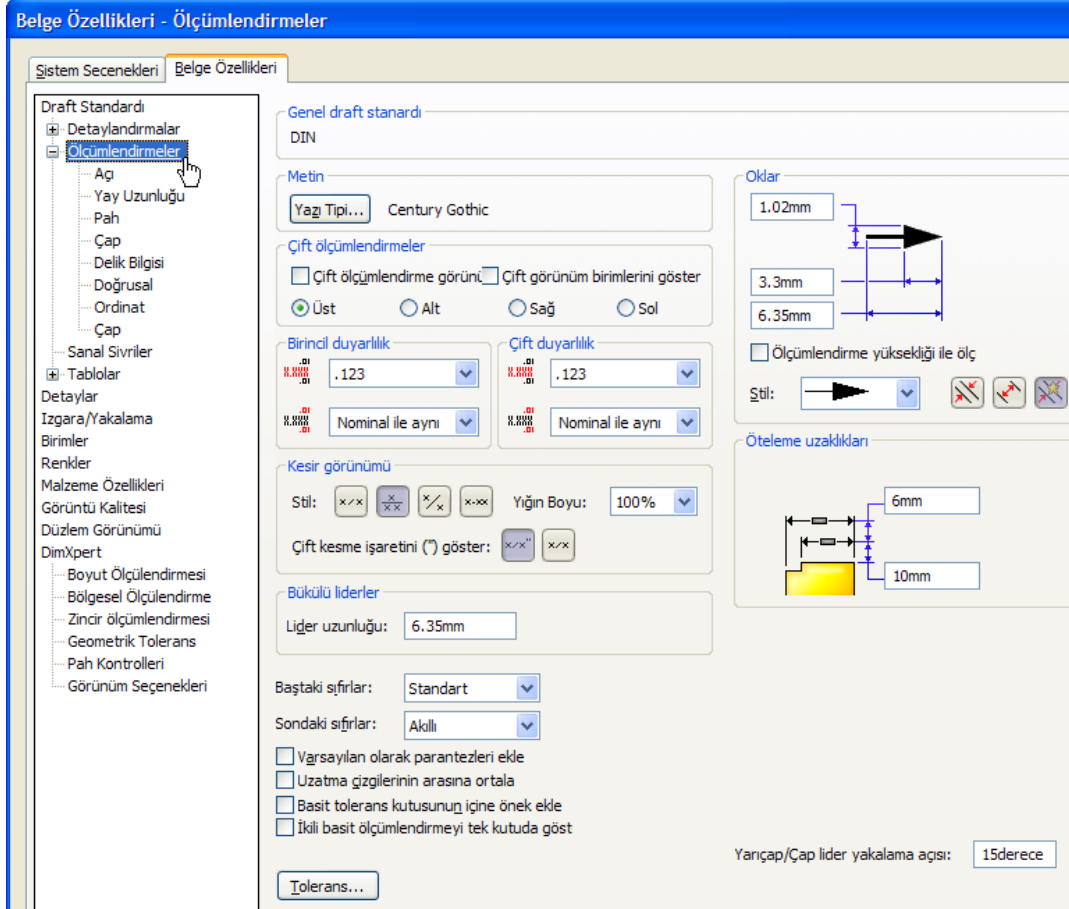 Belge Özellikleri - Ölçümlendirmeler
Sistem Secenekleri
Belge Özellikleri
Draft Standardı
Detaylandırmalar
Ölçümlendirmeler
Açı
Yay Uzunluğu
Pah
Çap
Delik Bilgisi
Doğrusal
Ordinat
Çap
Sanal Sivriler
Tablolar
Detaylar
Izgara/Yakalama
Birimler
Renkler
Malzeme Özellikleri
Görüntü Kalitesi
Düzlem Görünümü
DimXpert
Boyut Ölçülendirmesi
Bölgesel Ölçülendirme
Zincir ölçümlendirmesi
Geometrik Tolerans
Pah Kontrolleri
Görünüm Seçenekleri
Genel draft stanardı
DIN
Metin
Yazı Tipi... Century Gothic
Çift ölçümlendirmeler
Çift ölçümlendirme görünü Çift görünüm birimlerini göster
Üst Alt Sağ Sol
Birincil duyarlılık
.123
Nominal ile aynı
Çift duyarlılık
.123
Nominal ile aynı
Kesir görünümü
Stil: Yığın Boyu: 100%
Çift kesme işaretini (") göster:
Bükülü liderler
Lider uzunluğu: 6.35mm
Baştaki sıfırlar: Standart
Sondaki sıfırlar: Akıllı
Varsayılan olarak parantezleri ekle
Uzatma çizgilerinin arasına ortala
Basit tolerans kutusunun içine önek ekle
İkili basit ölçümlendirmeyi tek kutuda göst
Tolerans...
Oklar
1.02mm
3.3mm
6.35mm
Ölçümlendirme yüksekliği ile ölç
Stil:
Öteleme uzaklıkları
6mm
10mm
Yarıçap/Çap lider yakalama açısı: 15derece